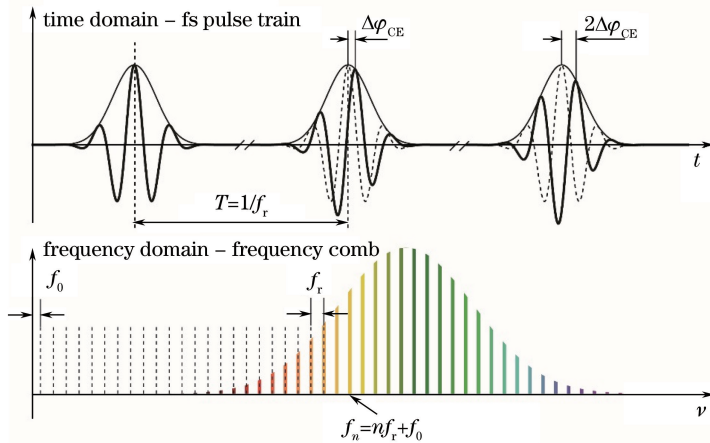 time domain – fs pulse train
Δφ_CE
2Δφ_CE
t
T=1/f_r
frequency domain – frequency comb
f_0
f_r
ν
f_n=nf_r+f_0